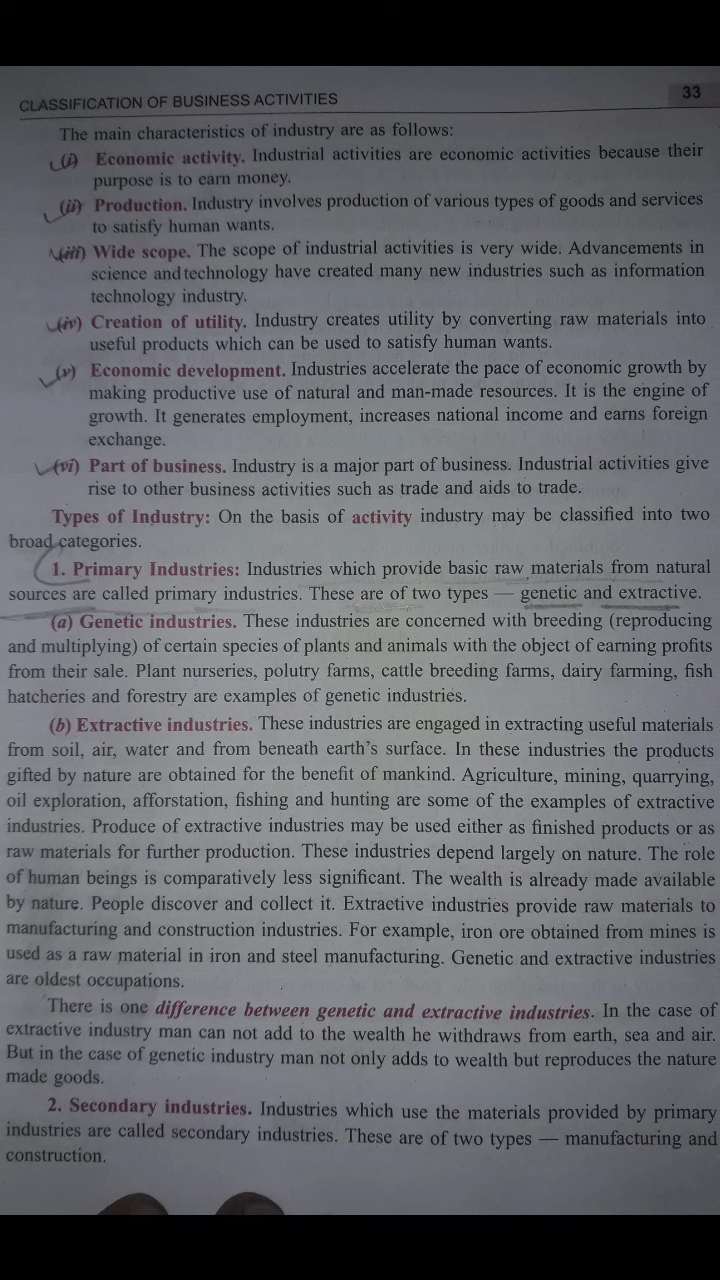 CLASSIFICATION OF BUSINESS ACTIVITIES 33
The main characteristics of industry are as follows:
(i) Economic activity. Industrial activities are economic activities because their
purpose is to earn money.
(ii) Production. Industry involves production of various types of goods and services
to satisfy human wants.
(iii) Wide scope. The scope of industrial activities is very wide. Advancements in
science and technology have created many new industries such as information
technology industry.
(iv) Creation of utility. Industry creates utility by converting raw materials into
useful products which can be used to satisfy human wants.
(v) Economic development. Industries accelerate the pace of economic growth by
making productive use of natural and man-made resources. It is the engine of
growth. It generates employment, increases national income and earns foreign
exchange.
(vi) Part of business. Industry is a major part of business. Industrial activities give
rise to other business activities such as trade and aids to trade.
Types of Industry: On the basis of activity industry may be classified into two
broad categories.
1. Primary Industries: Industries which provide basic raw materials from natural
sources are called primary industries. These are of two types — genetic and extractive.
(a) Genetic industries. These industries are concerned with breeding (reproducing
and multiplying) of certain species of plants and animals with the object of earning profits
from their sale. Plant nurseries, polutry farms, cattle breeding farms, dairy farming, fish
hatcheries and forestry are examples of genetic industries.
(b) Extractive industries. These industries are engaged in extracting useful materials
from soil, air, water and from beneath earth's surface. In these industries the products
gifted by nature are obtained for the benefit of mankind. Agriculture, mining, quarrying,
oil exploration, afforstation, fishing and hunting are some of the examples of extractive
industries. Produce of extractive industries may be used either as finished products or as
raw materials for further production. These industries depend largely on nature. The role
of human beings is comparatively less significant. The wealth is already made available
by nature. People discover and collect it. Extractive industries provide raw materials to
manufacturing and construction industries. For example, iron ore obtained from mines is
used as a raw material in iron and steel manufacturing. Genetic and extractive industries
are oldest occupations.
There is one difference between genetic and extractive industries. In the case of
extractive industry man can not add to the wealth he withdraws from earth, sea and air.
But in the case of genetic industry man not only adds to wealth but reproduces the nature
made goods.
2. Secondary industries. Industries which use the materials provided by primary
industries are called secondary industries. These are of two types — manufacturing and
construction.